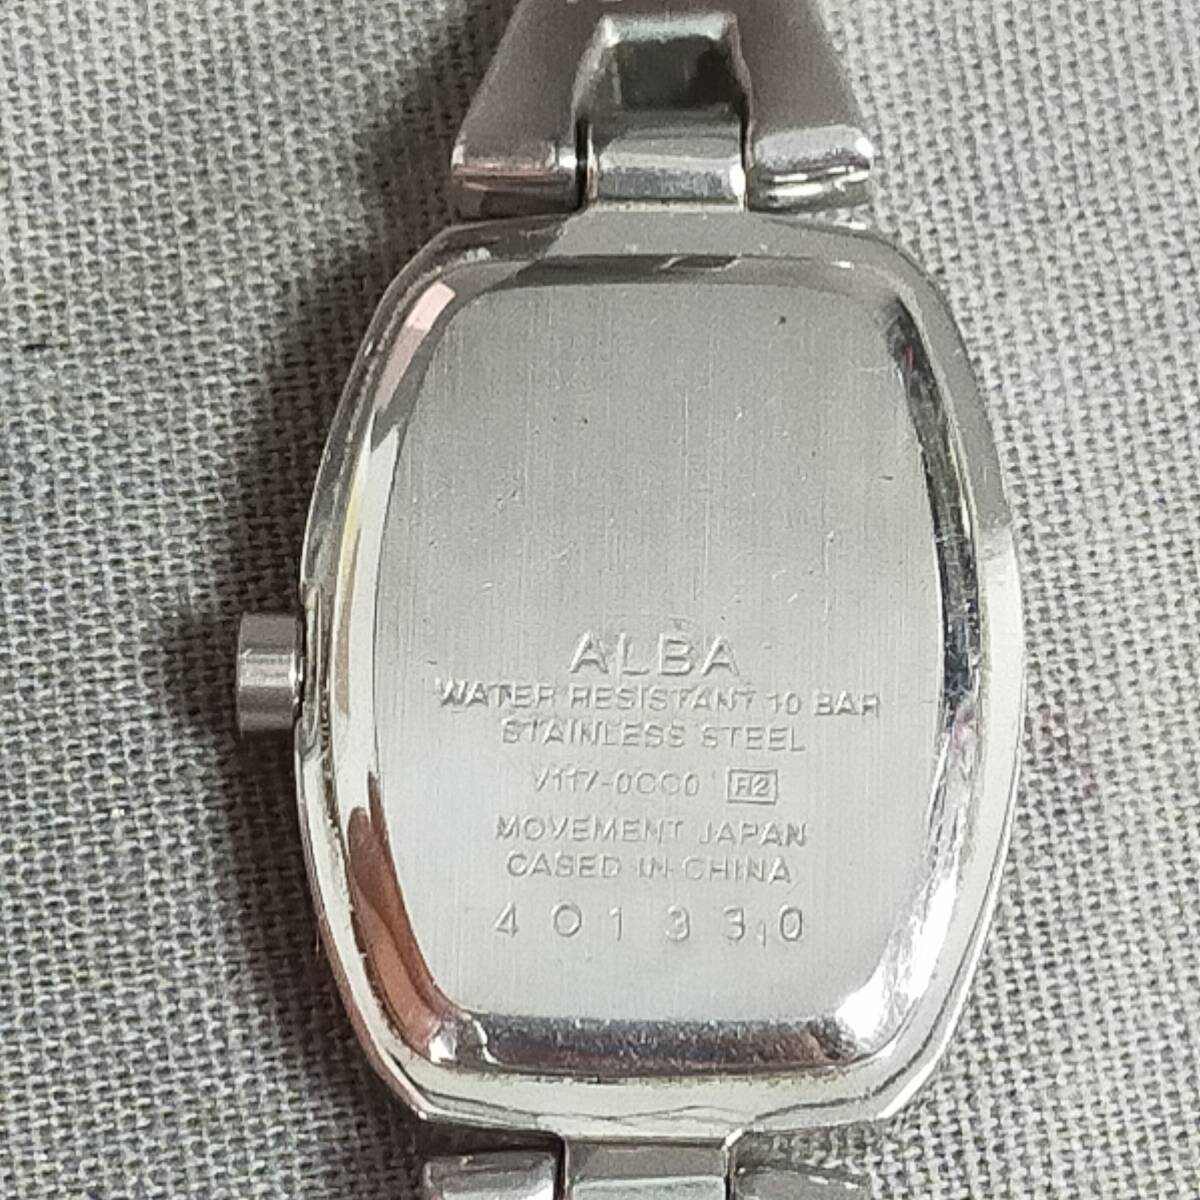 ALBA
WATER RESISTANT 10 BAR
STAINLESS STEEL
V117-0CC0 R2
MOVEMENT JAPAN
CASED IN CHINA
401330